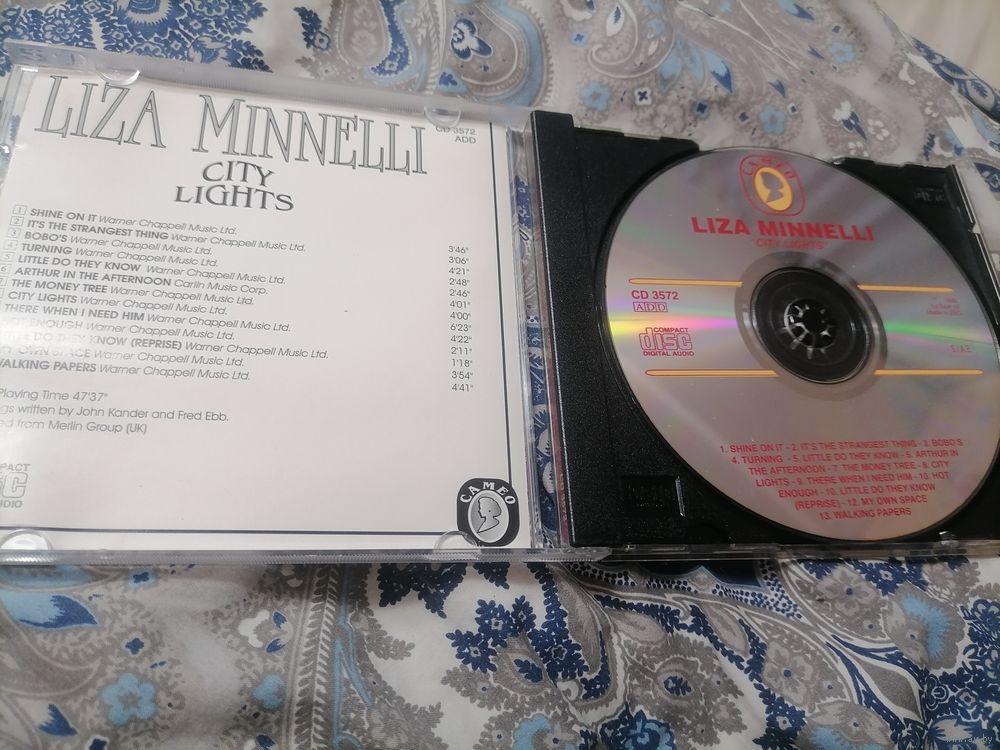 LIZA MINNELLI
CITY
LIGHTS
CD 3572
ADD
1 SHINE ON IT Warner Chappell Music Ltd. 3'46"
2 IT'S THE STRANGEST THING Warner Chappell Music Ltd. 3'06"
3 BOBO'S Warner Chappell Music Ltd. 4'21"
4 TURNING Warner Chappell Music Ltd. 2'48"
5 LITTLE DO THEY KNOW Warner Chappell Music Ltd. 2'46"
6 ARTHUR IN THE AFTERNOON Carlin Music Corp. 4'01"
7 THE MONEY TREE Warner Chappell Music Ltd. 4'00"
CITY LIGHTS Warner Chappell Music Ltd. 6'23"
THERE WHEN I NEED HIM Warner Chappell Music Ltd. 4'22"
ENOUGH Warner Chappell Music Ltd. 2'11"
DO THEY KNOW (REPRISE) Warner Chappell Music Ltd. 1'18"
OWN SPACE Warner Chappell Music Ltd. 3'54"
WALKING PAPERS Warner Chappell Music Ltd. 4'41"
Playing Time 47'37"
written by John Kander and Fred Ebb.
from Merlin Group (UK)
CAMEO
CAMEO
LIZA MINNELLI
"CITY LIGHTS"
CD 3572
ADD
COMPACT
disc
DIGITAL AUDIO
Made in EEC
S.I.A.E.
1. SHINE ON IT - 2. IT'S THE STRANGEST THING - 3. BOBO'S
4. TURNING - 5. LITTLE DO THEY KNOW - 6. ARTHUR IN
THE AFTERNOON - 7. THE MONEY TREE - 8. CITY
LIGHTS - 9. THERE WHEN I NEED HIM - 10. HOT
ENOUGH - 10. LITTLE DO THEY KNOW
(REPRISE) - 12. MY OWN SPACE
13. WALKING PAPERS